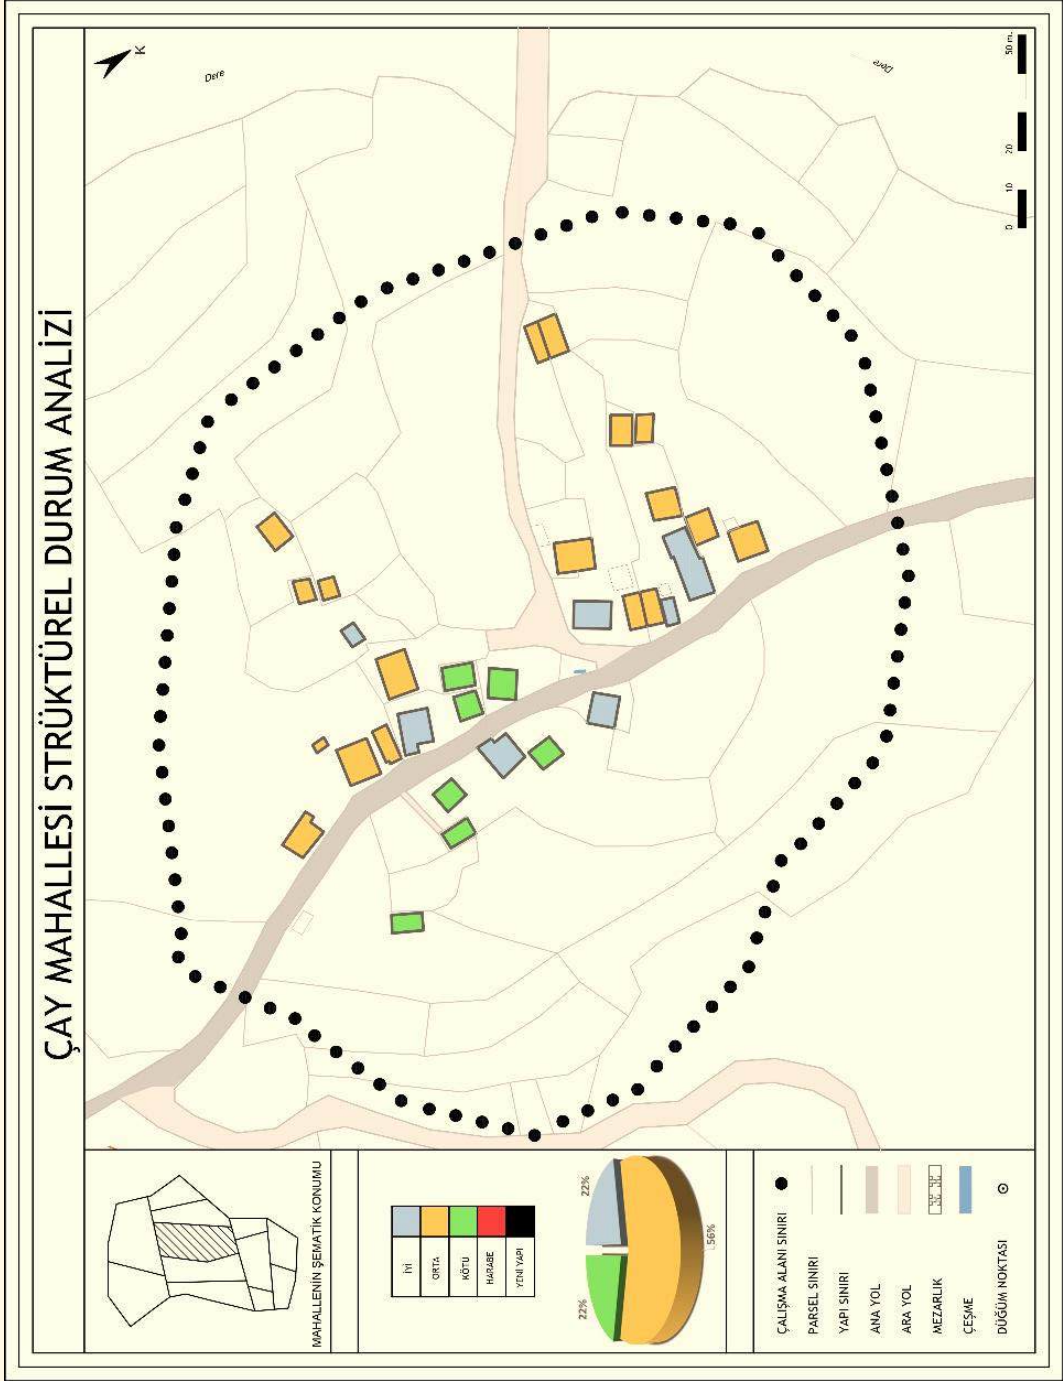 ÇAY MAHALLESİ STRÜKTÜREL DURUM ANALİZİ
K
Dere
Dere
0 10 20 50 m.
MAHALLENİN ŞEMATİK KONUMU
İYİ
ORTA
KÖTU
HARABE
YENİ YAPI
22%
22%
56%
ÇALIŞMA ALANI SINIRI
PARSEL SINIRI
YAPI SINIRI
ANA YOL
ARA YOL
MEZARLIK
ÇEŞME
DÜĞÜM NOKTASI